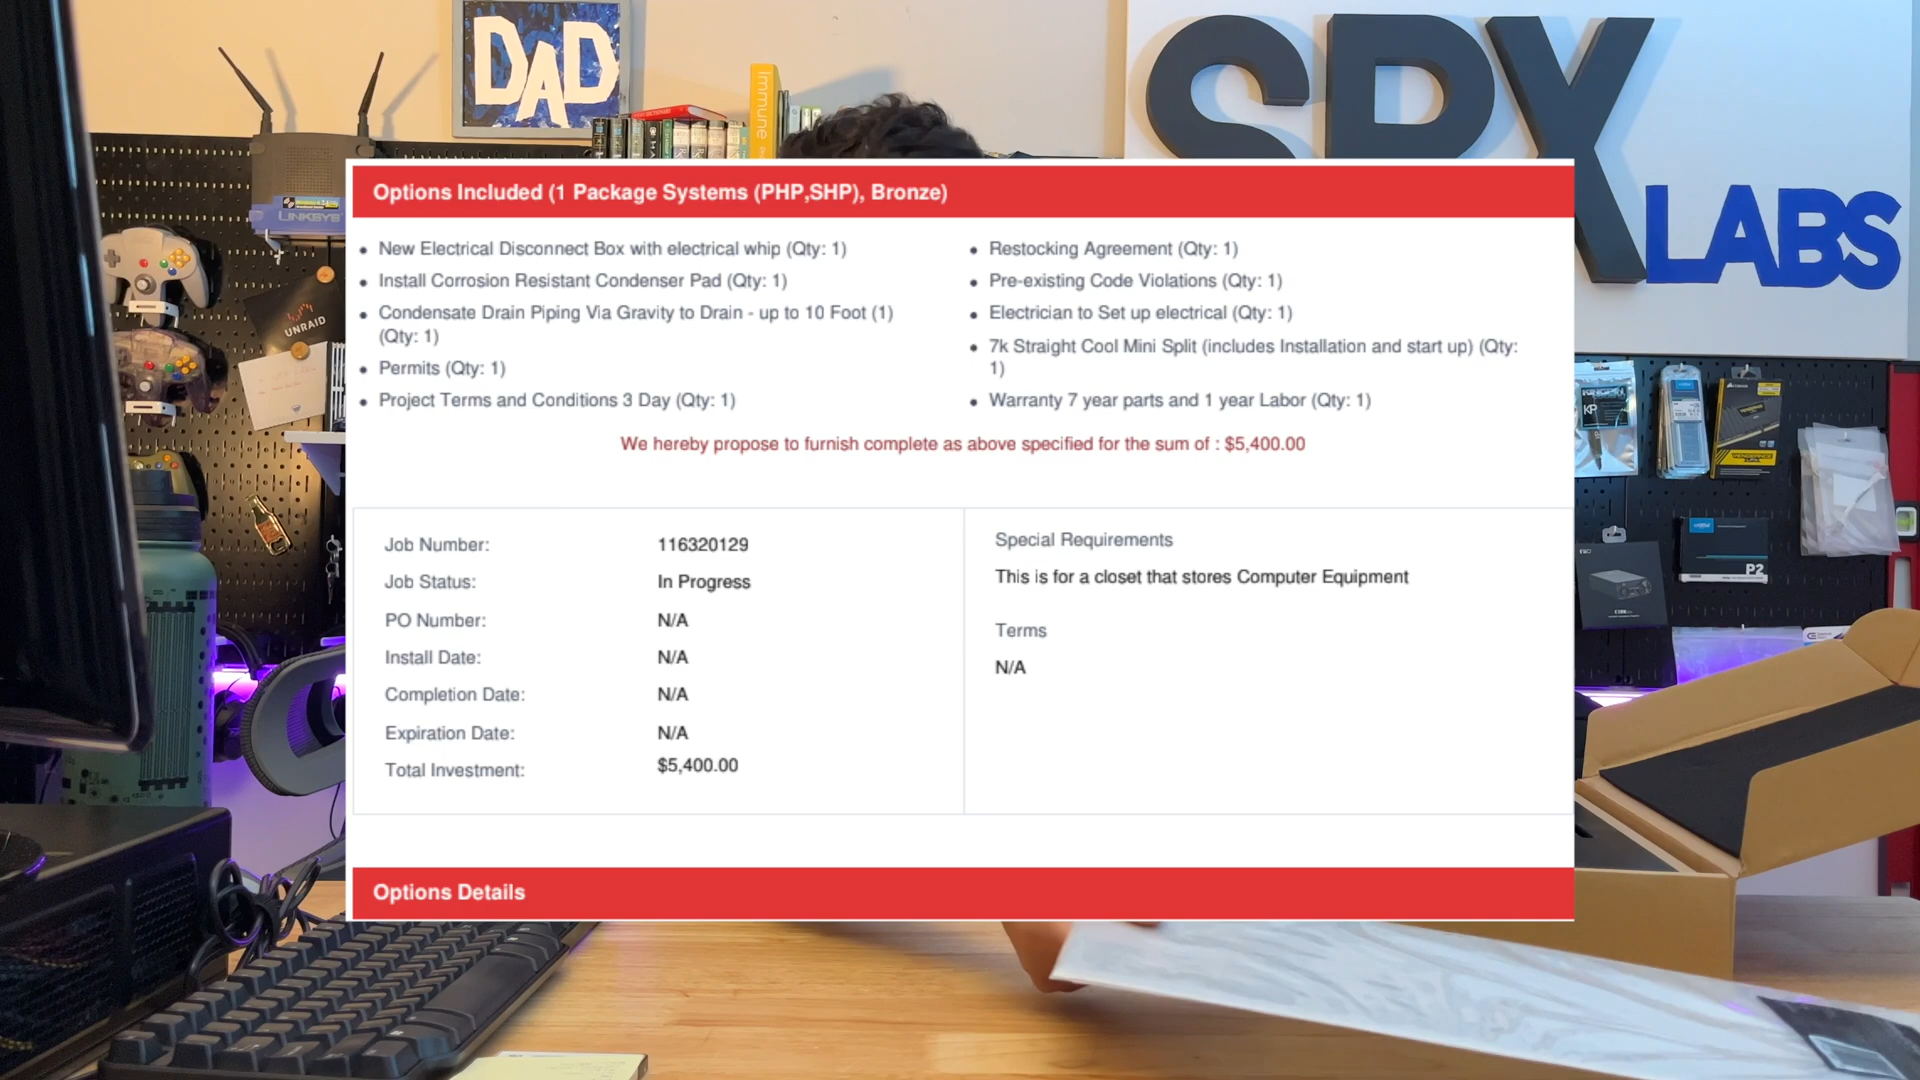 DAD
Immune
SPX
LABS
LINKSYS
UNRAID
Options Included (1 Package Systems (PHP,SHP), Bronze)
• New Electrical Disconnect Box with electrical whip (Qty: 1)
• Install Corrosion Resistant Condenser Pad (Qty: 1)
• Condensate Drain Piping Via Gravity to Drain - up to 10 Foot (1)
(Qty: 1)
• Permits (Qty: 1)
• Project Terms and Conditions 3 Day (Qty: 1)
• Restocking Agreement (Qty: 1)
• Pre-existing Code Violations (Qty: 1)
• Electrician to Set up electrical (Qty: 1)
• 7k Straight Cool Mini Split (includes Installation and start up) (Qty:
1)
• Warranty 7 year parts and 1 year Labor (Qty: 1)
We hereby propose to furnish complete as above specified for the sum of : $5,400.00
Job Number: 116320129
Job Status: In Progress
PO Number: N/A
Install Date: N/A
Completion Date: N/A
Expiration Date: N/A
Total Investment: $5,400.00
Special Requirements
This is for a closet that stores Computer Equipment
Terms
N/A
Options Details
KP
P2